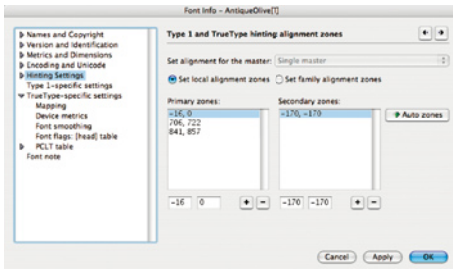 Font Info – AntiqueOlive[T]
Names and Copyright
Version and Identification
Metrics and Dimensions
Encoding and Unicode
Hinting Settings
Type 1-specific settings
TrueType-specific settings
Mapping
Device metrics
Font smoothing
Font flags: [head] table
PCLT table
Font note
Type 1 and TrueType hinting alignment zones
Set alignment for the master: Single master
Set local alignment zones Set family alignment zones
Primary zones: Secondary zones:
-16, 0 -170, -170 Auto zones
706, 722
841, 857
-16 0 + − -170 -170 + −
Cancel Apply OK